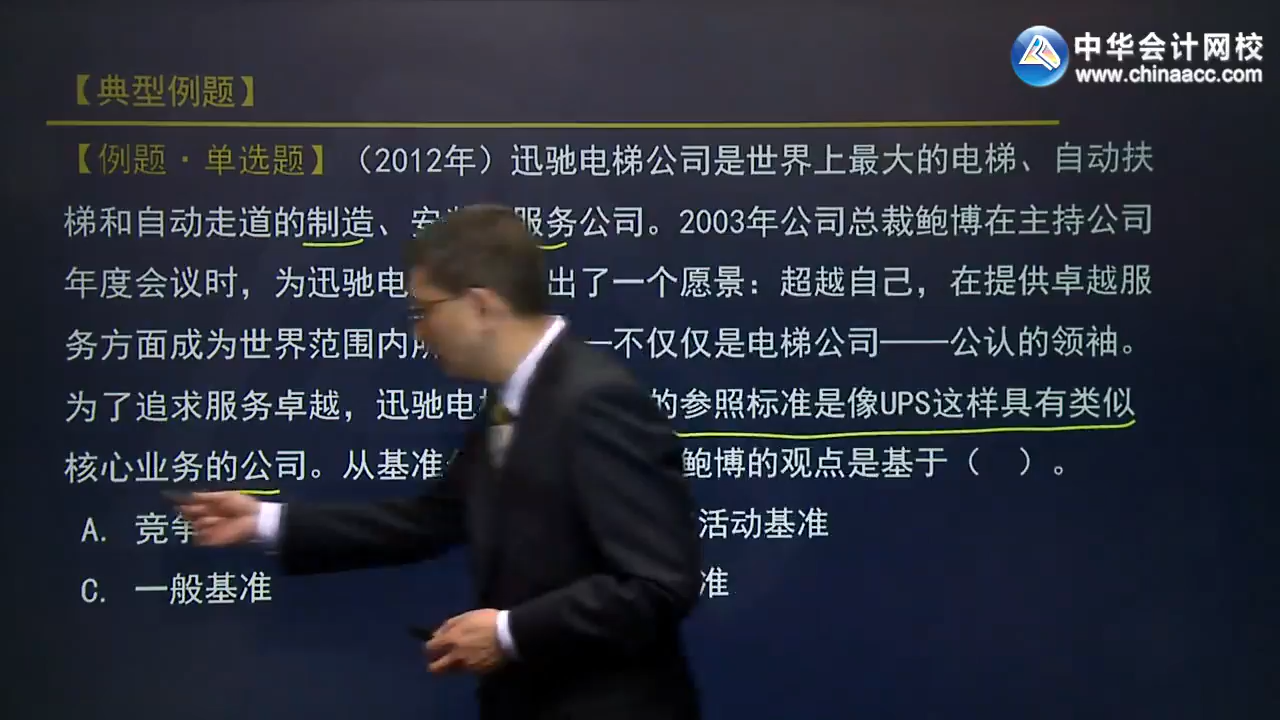 中华会计网校
www.chinaacc.com
【典型例题】
【例题·单选题】（2012年）迅驰电梯公司是世界上最大的电梯、自动扶
梯和自动走道的制造、安 服务公司。2003年公司总裁鲍博在主持公司
年度会议时，为迅驰电 出了一个愿景：超越自己，在提供卓越服
务方面成为世界范围内所 一不仅仅是电梯公司——公认的领袖。
为了追求服务卓越，迅驰电 的参照标准是像UPS这样具有类似
核心业务的公司。从基准 鲍博的观点是基于（ ）。
A. 竞争 活动基准
C. 一般基准 准